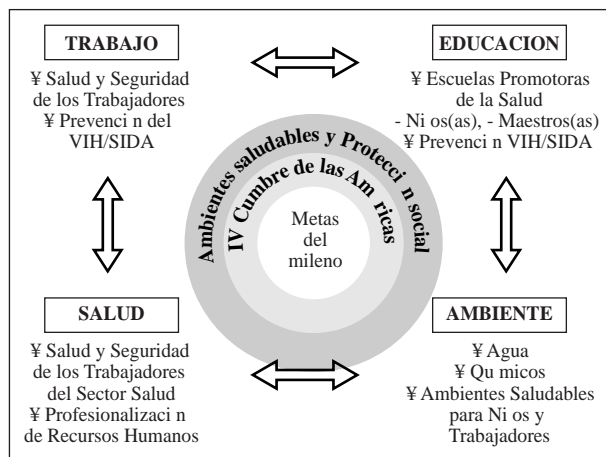 TRABAJO
¥ Salud y Seguridad
de los Trabajadores
¥ Prevenci n del
VIH/SIDA
EDUCACION
¥ Escuelas Promotoras
de la Salud
- Ni os(as), - Maestros(as)
¥ Prevenci n VIH/SIDA
Ambientes saludables y Protecci n social
IV Cumbre de las Am ricas
Metas
del
mileno
SALUD
¥ Salud y Seguridad
de los Trabajadores
del Sector Salud
¥ Profesionalizaci n
de Recursos Humanos
AMBIENTE
¥ Agua
¥ Qu micos
¥ Ambientes Saludables
para Ni os y
Trabajadores